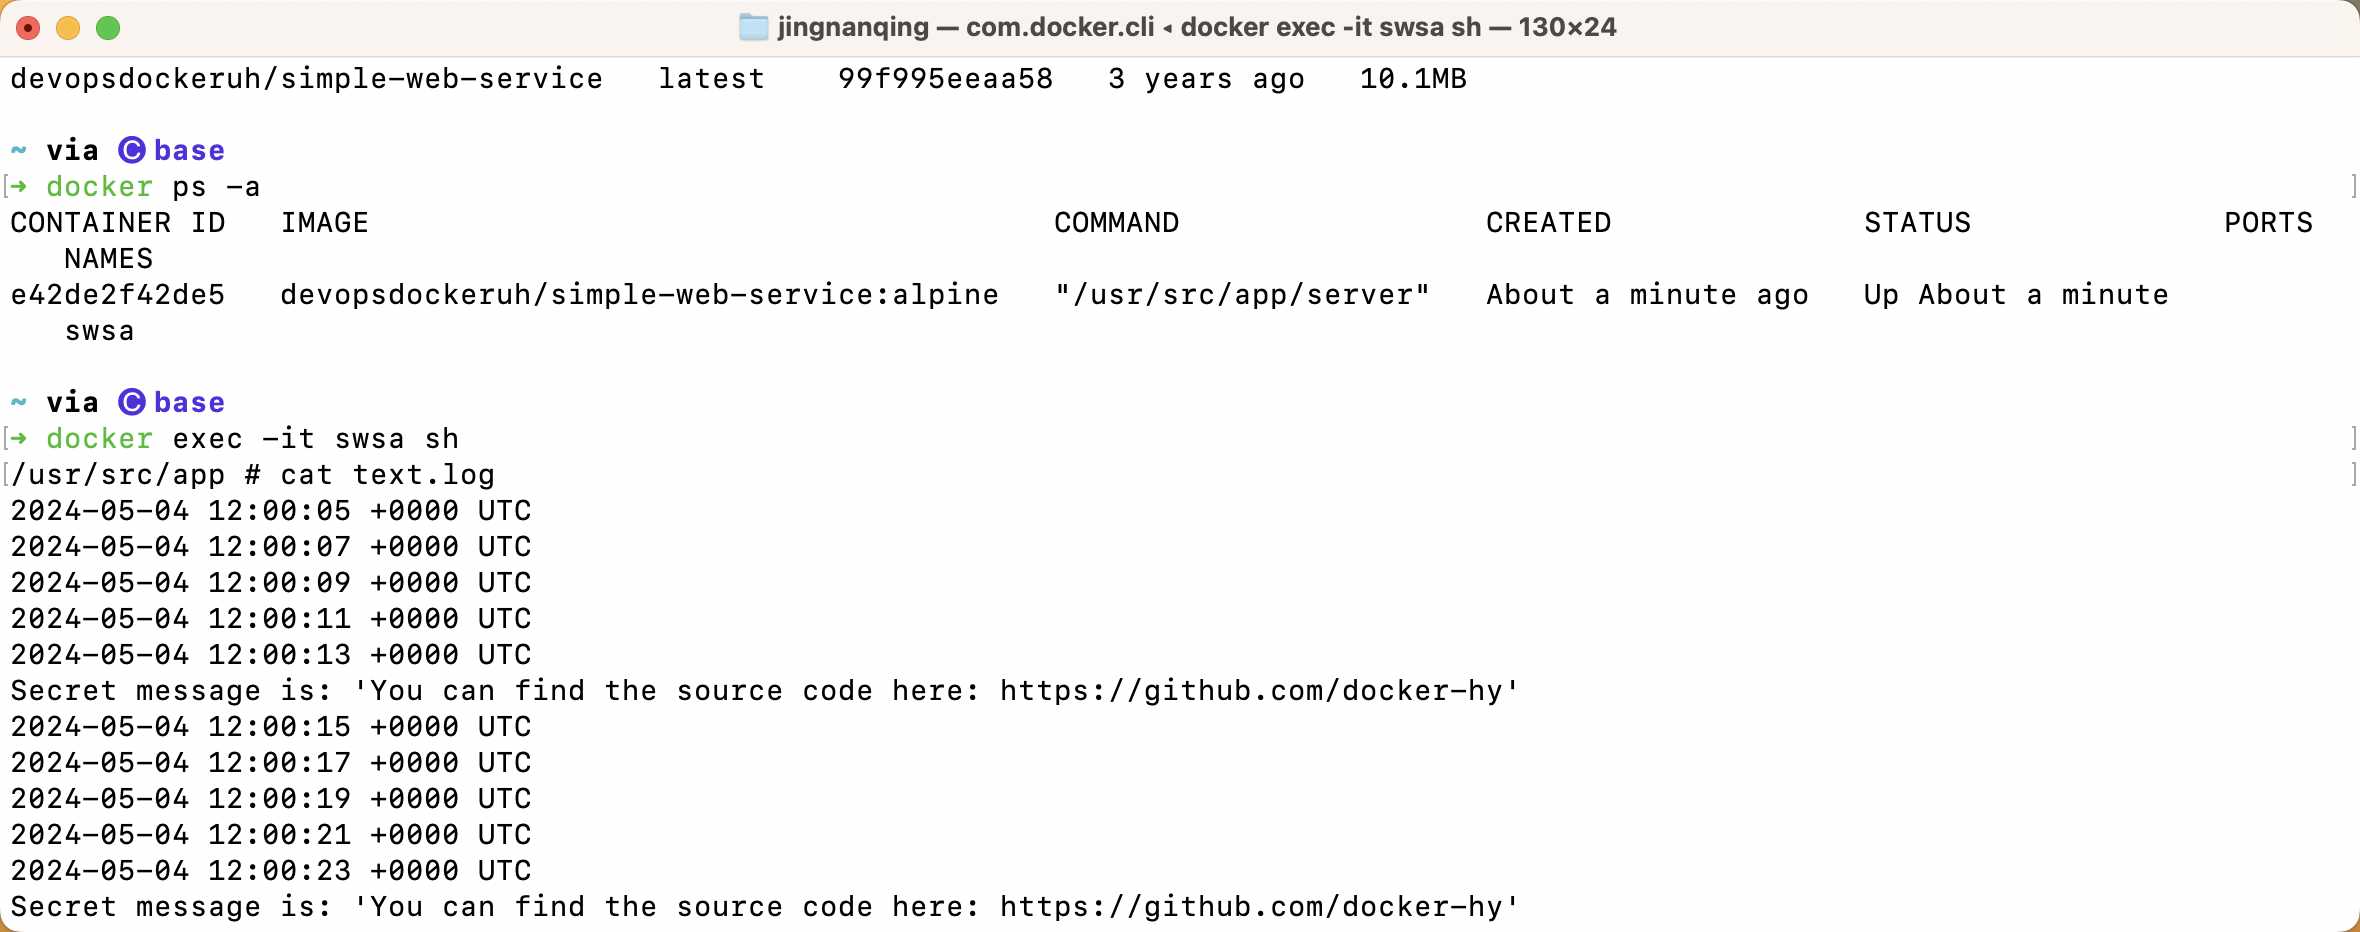 jingnanqing — com.docker.cli ◂ docker exec -it swsa sh — 130×24
devopsdockeruh/simple-web-service   latest    99f995eeaa58   3 years ago   10.1MB
~ via 🅒 base
[➜ docker ps -a ]
CONTAINER ID   IMAGE                                      COMMAND                 CREATED             STATUS             PORTS
   NAMES
e42de2f42de5   devopsdockeruh/simple-web-service:alpine   "/usr/src/app/server"   About a minute ago   Up About a minute
   swsa
~ via 🅒 base
[➜ docker exec -it swsa sh ]
[/usr/src/app # cat text.log ]
2024-05-04 12:00:05 +0000 UTC
2024-05-04 12:00:07 +0000 UTC
2024-05-04 12:00:09 +0000 UTC
2024-05-04 12:00:11 +0000 UTC
2024-05-04 12:00:13 +0000 UTC
Secret message is: 'You can find the source code here: https://github.com/docker-hy'
2024-05-04 12:00:15 +0000 UTC
2024-05-04 12:00:17 +0000 UTC
2024-05-04 12:00:19 +0000 UTC
2024-05-04 12:00:21 +0000 UTC
2024-05-04 12:00:23 +0000 UTC
Secret message is: 'You can find the source code here: https://github.com/docker-hy'